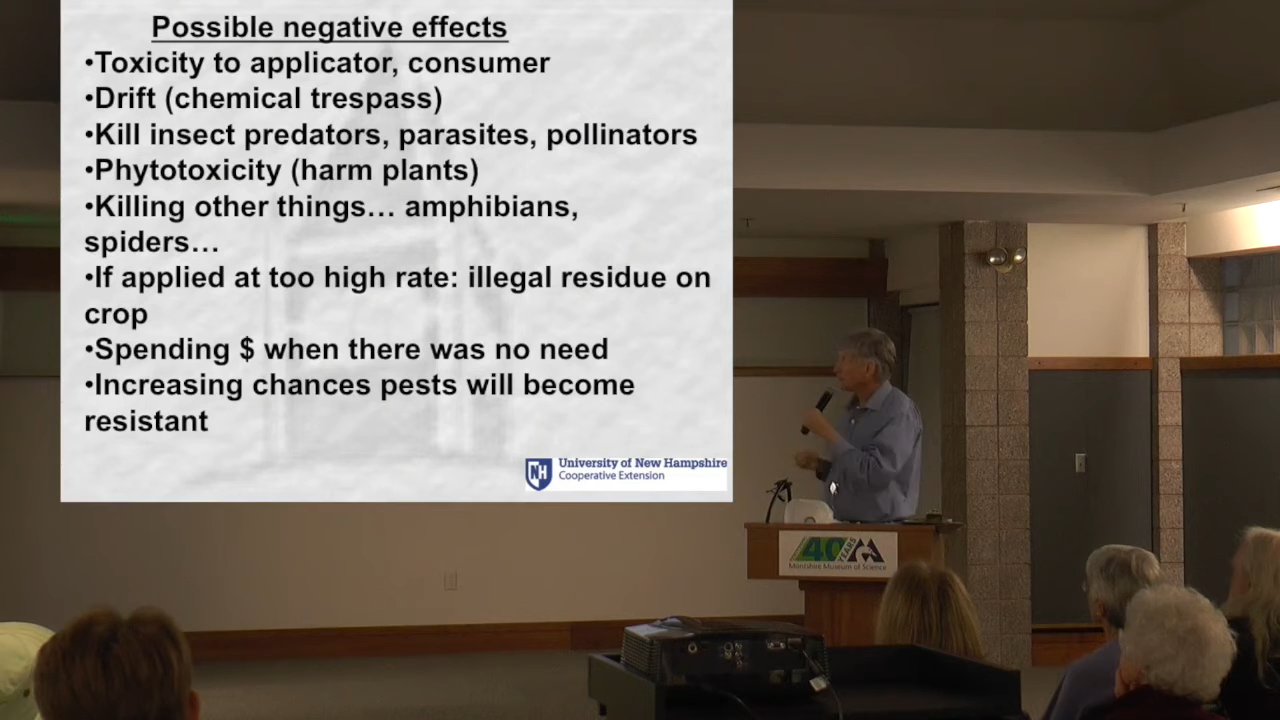 Possible negative effects
•Toxicity to applicator, consumer
•Drift (chemical trespass)
•Kill insect predators, parasites, pollinators
•Phytotoxicity (harm plants)
•Killing other things… amphibians,
spiders…
•If applied at too high rate: illegal residue on
crop
•Spending $ when there was no need
•Increasing chances pests will become
resistant
NH
University of New Hampshire
Cooperative Extension
40 YEARS
Montshire Museum of Science